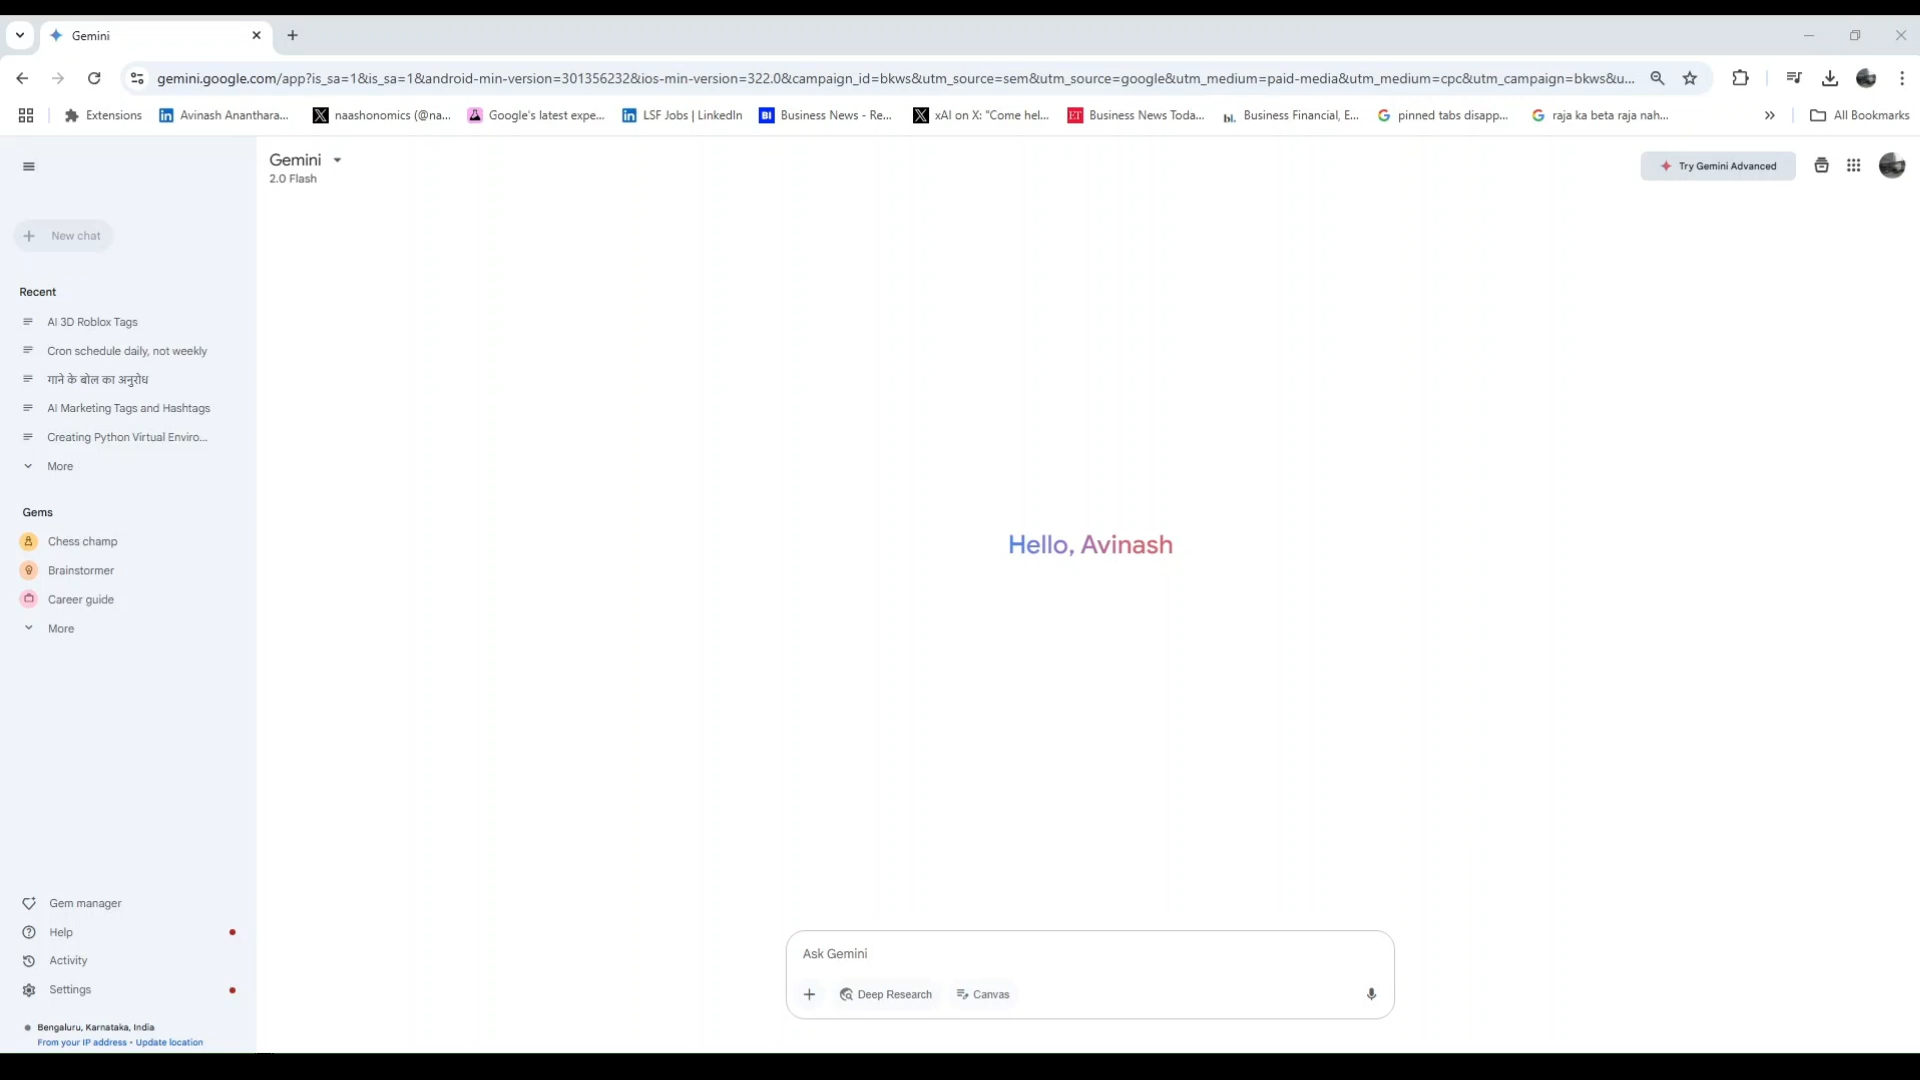 Gemini
gemini.google.com/app?is_sa=1&is_sa=1&android-min-version=301356232&ios-min-version=322.0&campaign_id=bkws&utm_source=sem&utm_source=google&utm_medium=paid-media&utm_medium=cpc&utm_campaign=bkws&u...
Extensions
Avinash Ananthara...
naashonomics (@na...
Google's latest expe...
LSF Jobs | LinkedIn
BI Business News - Re...
xAI on X: "Come hel...
ET Business News Today...
bl. Business Financial, E...
pinned tabs disapp...
raja ka beta raja nah...
All Bookmarks
Gemini
2.0 Flash
Try Gemini Advanced
New chat
Recent
AI 3D Roblox Tags
Cron schedule daily, not weekly
गाने के बोल का अनुरोध
AI Marketing Tags and Hashtags
Creating Python Virtual Enviro...
More
Gems
Chess champ
Brainstormer
Career guide
More
Hello, Avinash
Gem manager
Help
Activity
Settings
Bengaluru, Karnataka, India
From your IP address • Update location
Ask Gemini
Deep Research
Canvas